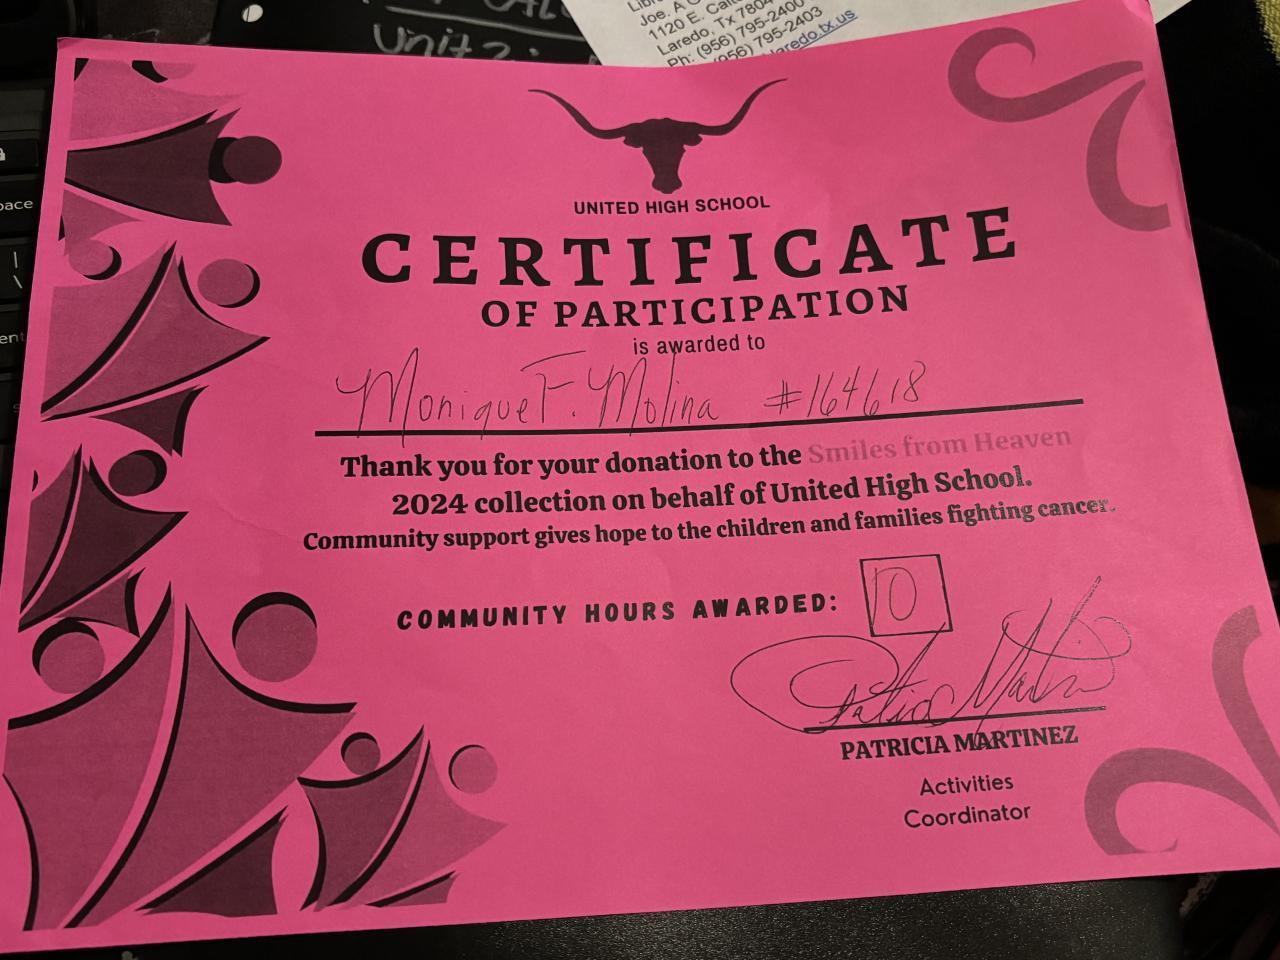 Unit 2:
Joe. A
1120 E.
Laredo, Tx 7804
Ph: (956) 795-2400
(956) 795-2403
laredo.tx.us
UNITED HIGH SCHOOL
CERTIFICATE
OF PARTICIPATION
is awarded to
Monique F. Molina #164618
Thank you for your donation to the Smiles from Heaven
2024 collection on behalf of United High School.
Community support gives hope to the children and families fighting cancer.
COMMUNITY HOURS AWARDED: 10
Patricia Martinez
PATRICIA MARTINEZ
Activities
Coordinator